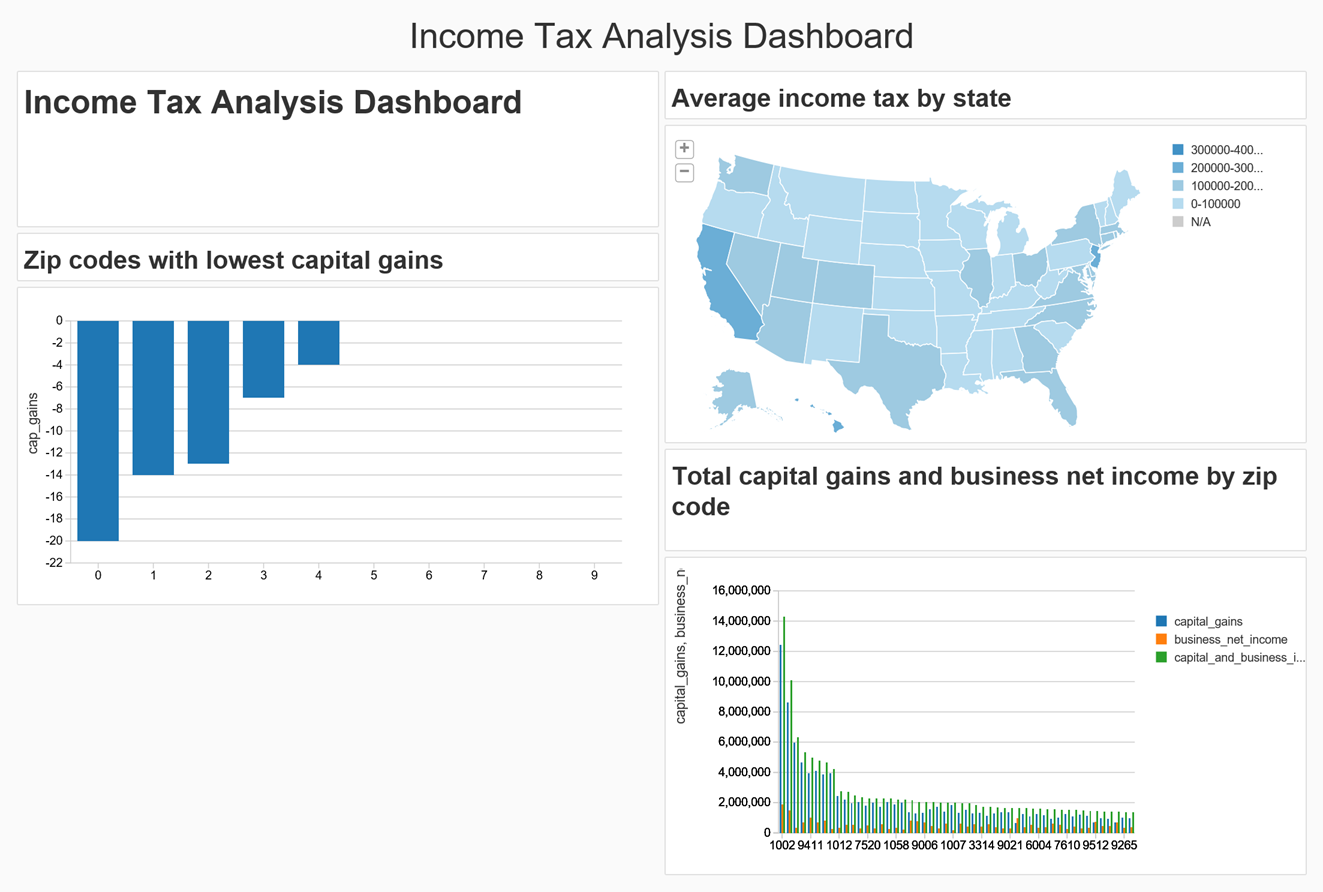 Income Tax Analysis Dashboard
Income Tax Analysis Dashboard
Zip codes with lowest capital gains
cap_gains
0
-2
-4
-6
-8
-10
-12
-14
-16
-18
-20
-22
0 1 2 3 4 5 6 7 8 9
Average income tax by state
+
−
300000-400...
200000-300...
100000-200...
0-100000
N/A
Total capital gains and business net income by zip
code
capital_gains, business_n
16,000,000
14,000,000
12,000,000
10,000,000
8,000,000
6,000,000
4,000,000
2,000,000
0
1002 9411 1012 7520 1058 9006 1007 3314 9021 6004 7610 9512 9265
capital_gains
business_net_income
capital_and_business_i...